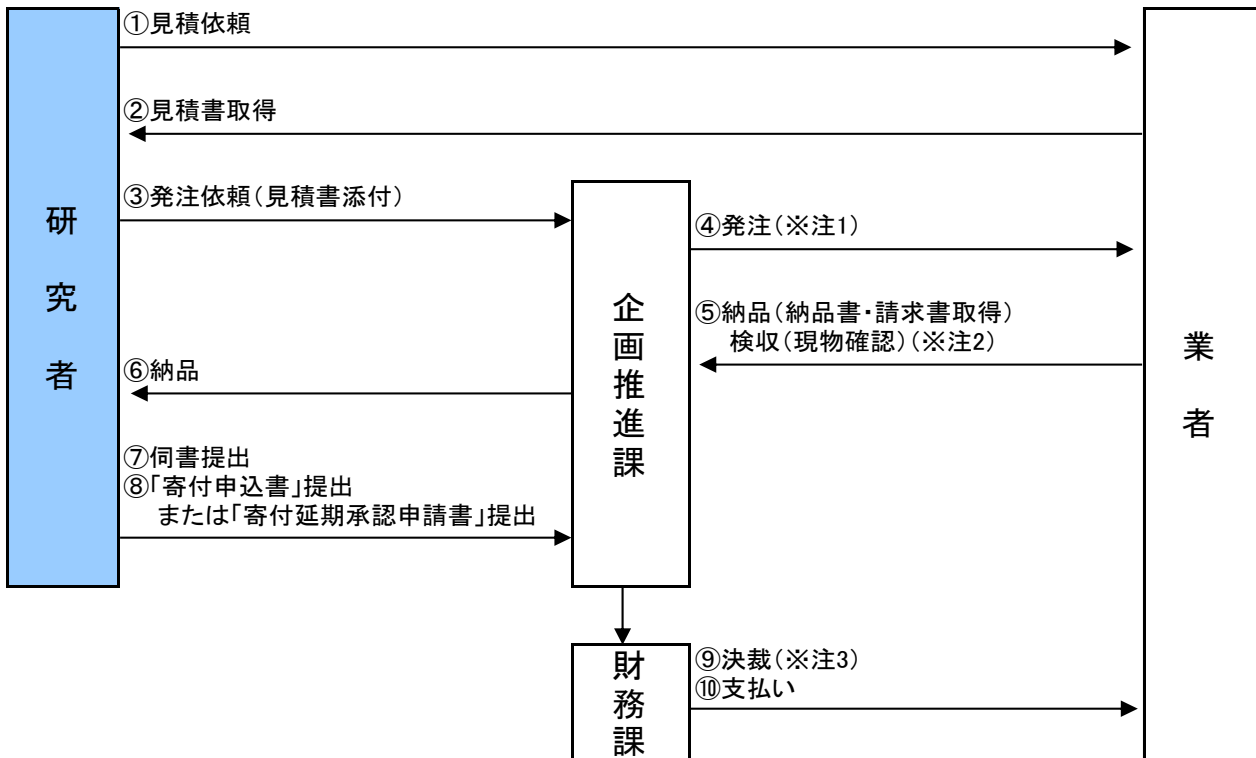 ①見積依頼
②見積書取得
③発注依頼(見積書添付)
④発注(※注1)
⑤納品(納品書・請求書取得)
検収(現物確認)(※注2)
⑥納品
⑦伺書提出
⑧「寄付申込書」提出
または「寄付延期承認申請書」提出
⑨決裁(※注3)
⑩支払い
研究者
企画推進課
財務課
業者